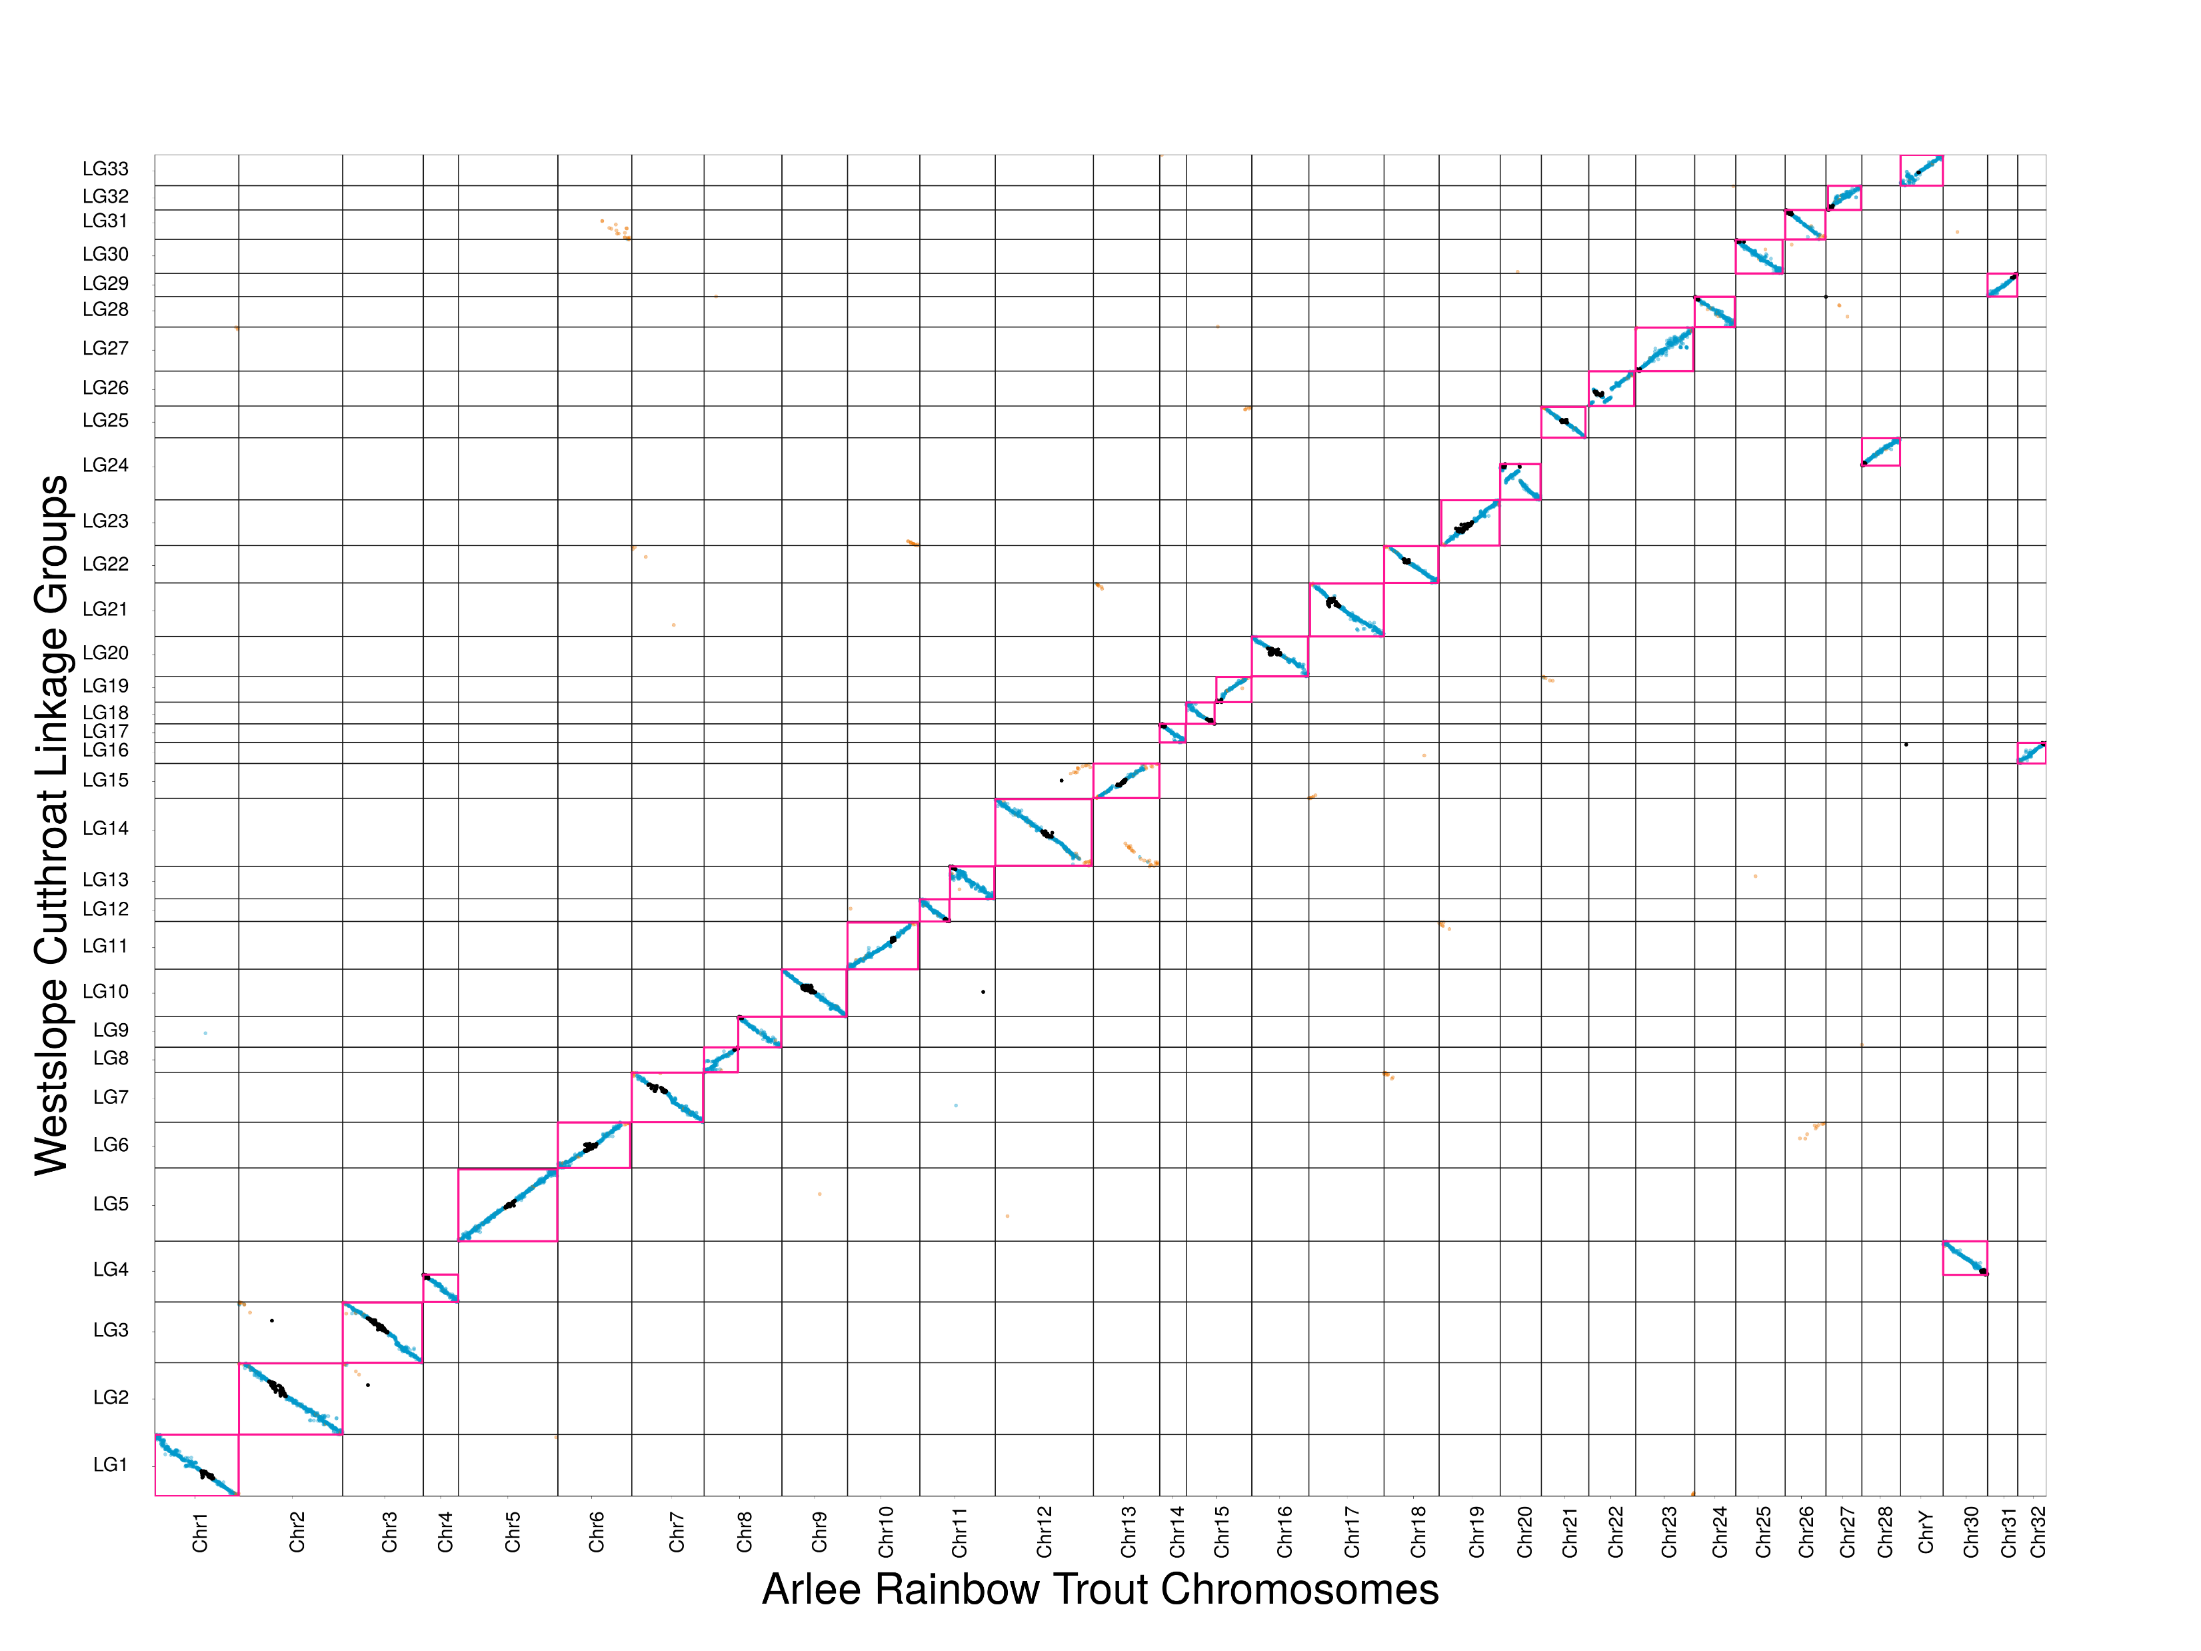 LG33
LG32
LG31
LG30
LG29
LG28
LG27
LG26
LG25
LG24
LG23
LG22
LG21
LG20
LG19
LG18
LG17
LG16
LG15
LG14
LG13
LG12
LG11
LG10
LG9
LG8
LG7
LG6
LG5
LG4
LG3
LG2
LG1
Westslope Cutthroat Linkage Groups
Chr1 Chr2 Chr3 Chr4 Chr5 Chr6 Chr7 Chr8 Chr9 Chr10 Chr11 Chr12 Chr13 Chr14 Chr15 Chr16 Chr17 Chr18 Chr19 Chr20 Chr21 Chr22 Chr23 Chr24 Chr25 Chr26 Chr27 Chr28 ChrY Chr30 Chr31 Chr32
Arlee Rainbow Trout Chromosomes